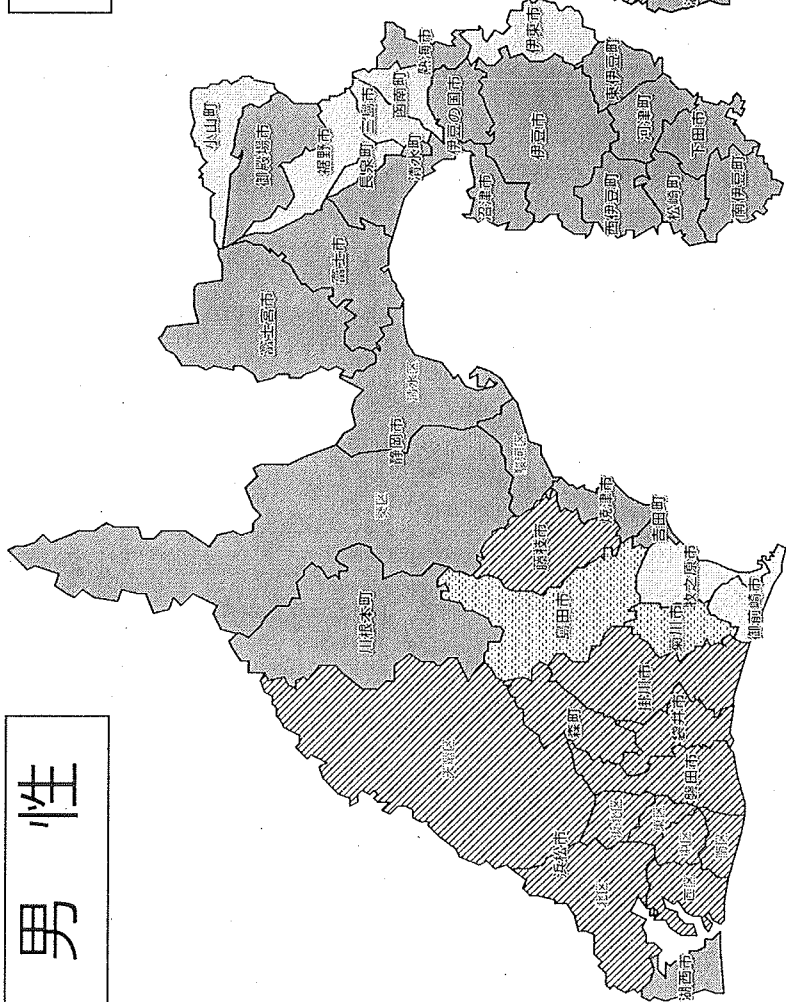 男性
小山町
御殿場市
裾野市
長泉町
三島市
清水町
函南町
熱海市
伊東市
伊豆の国市
沼津市
伊豆市
東伊豆町
河津町
西伊豆町
松崎町
下田市
南伊豆町
富士宮市
富士市
清水区
静岡市
葵区
駿河区
川根本町
藤枝市
焼津市
島田市
吉田町
牧之原市
菊川市
御前崎市
掛川市
森町
袋井市
磐田市
天竜区
浜松市
浜北区
北区
東区
中区
西区
南区
湖西市